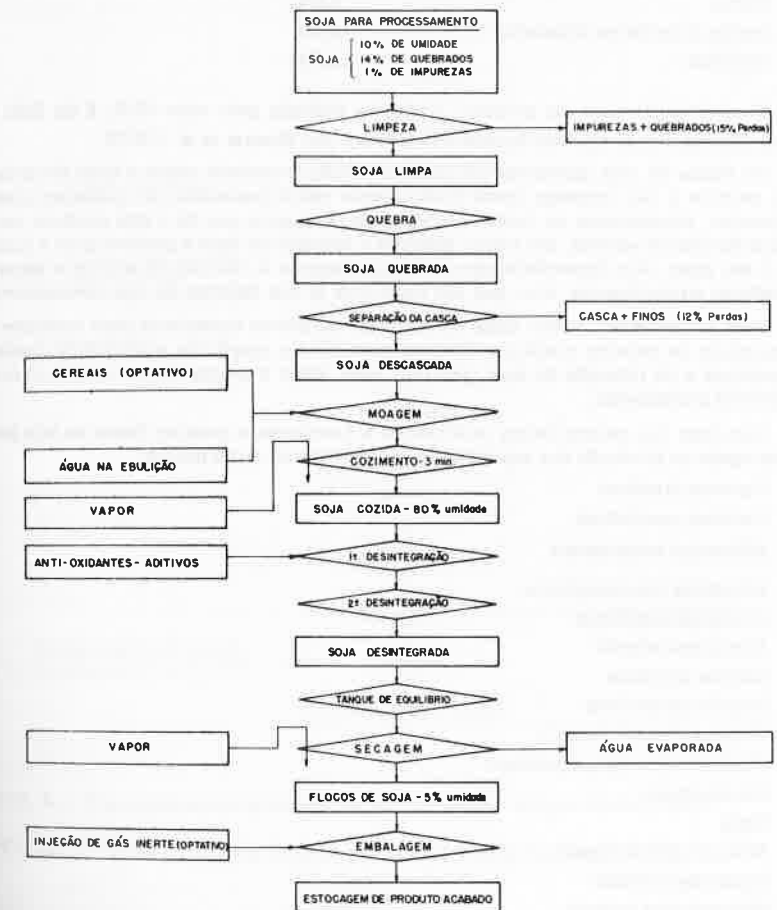 SOJA PARA PROCESSAMENTO
10% DE UMIDADE
SOJA 14% DE QUEBRADOS
1% DE IMPUREZAS
LIMPEZA
IMPUREZAS + QUEBRADOS (15% Perdas)
SOJA LIMPA
QUEBRA
SOJA QUEBRADA
SEPARAÇÃO DA CASCA
CASCA + FINOS (12% Perdas)
SOJA DESCASCADA
CEREAIS (OPTATIVO)
MOAGEM
ÁGUA NA EBULIÇÃO
COZIMENTO - 3 min.
VAPOR
SOJA COZIDA - 80% umidade
ANTI-OXIDANTES - ADITIVOS
1ª DESINTEGRAÇÃO
2ª DESINTEGRAÇÃO
SOJA DESINTEGRADA
TANQUE DE EQUILIBRIO
VAPOR
SECAGEM
ÁGUA EVAPORADA
FLOCOS DE SOJA - 5% umidade
INJEÇÃO DE GÁS INERTE (OPTATIVO)
EMBALAGEM
ESTOCAGEM DE PRODUTO ACABADO